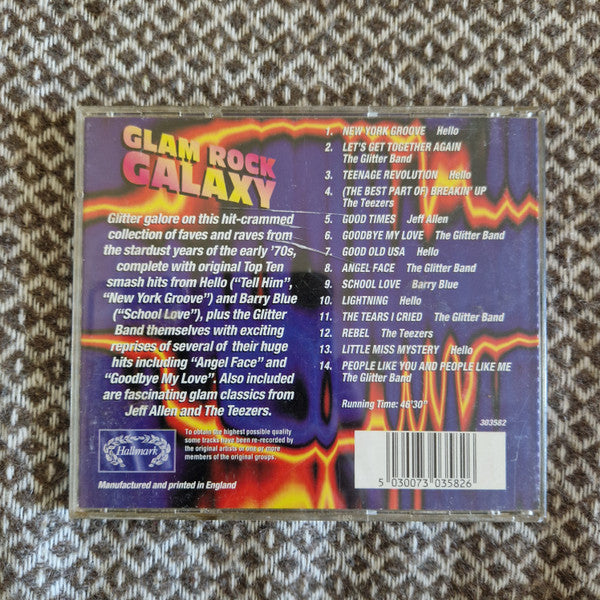 GLAM ROCK
GALAXY
Glitter galore on this hit-crammed
collection of faves and raves from
the stardust years of the early '70s,
complete with original Top Ten
smash hits from Hello ("Tell Him",
"New York Groove") and Barry Blue
("School Love"), plus the Glitter
Band themselves with exciting
reprises of several of their huge
hits including "Angel Face" and
"Goodbye My Love". Also included
are fascinating glam classics from
Jeff Allen and The Teezers.
Hallmark
To obtain the highest possible quality
some tracks have been re-recorded by
the original artists or one or more
members of the original groups.
Manufactured and printed in England
1. NEW YORK GROOVE Hello
2. LET'S GET TOGETHER AGAIN
The Glitter Band
3. TEENAGE REVOLUTION Hello
4. (THE BEST PART OF) BREAKIN' UP
The Teezers
5. GOOD TIMES Jeff Allen
6. GOODBYE MY LOVE The Glitter Band
7. GOOD OLD USA Hello
8. ANGEL FACE The Glitter Band
9. SCHOOL LOVE Barry Blue
10. LIGHTNING Hello
11. THE TEARS I CRIED The Glitter Band
12. REBEL The Teezers
13. LITTLE MISS MYSTERY Hello
14. PEOPLE LIKE YOU AND PEOPLE LIKE ME
The Glitter Band
Running Time: 46'30"
303582
5 030073 035826